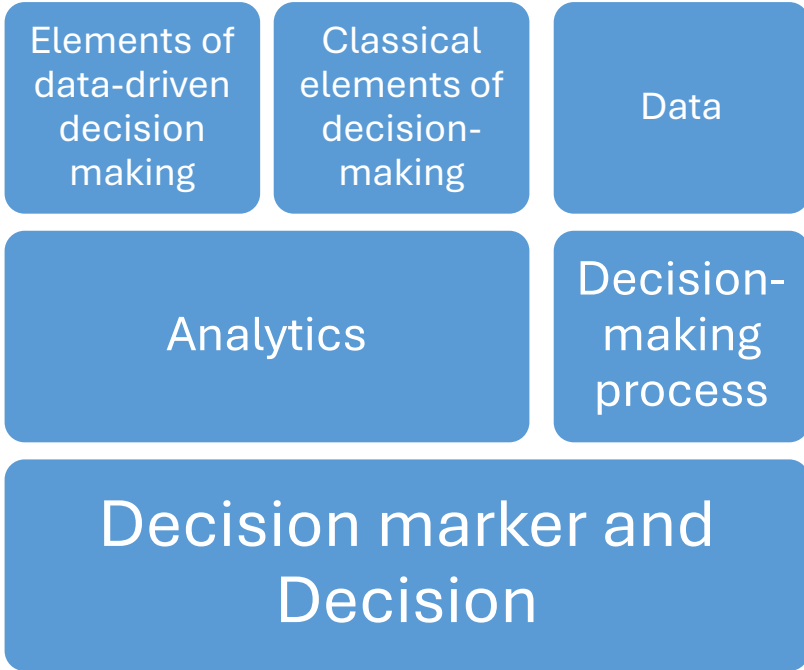 Elements of
data-driven
decision
making
Classical
elements of
decision-
making
Data
Analytics
Decision-
making
process
Decision marker and
Decision